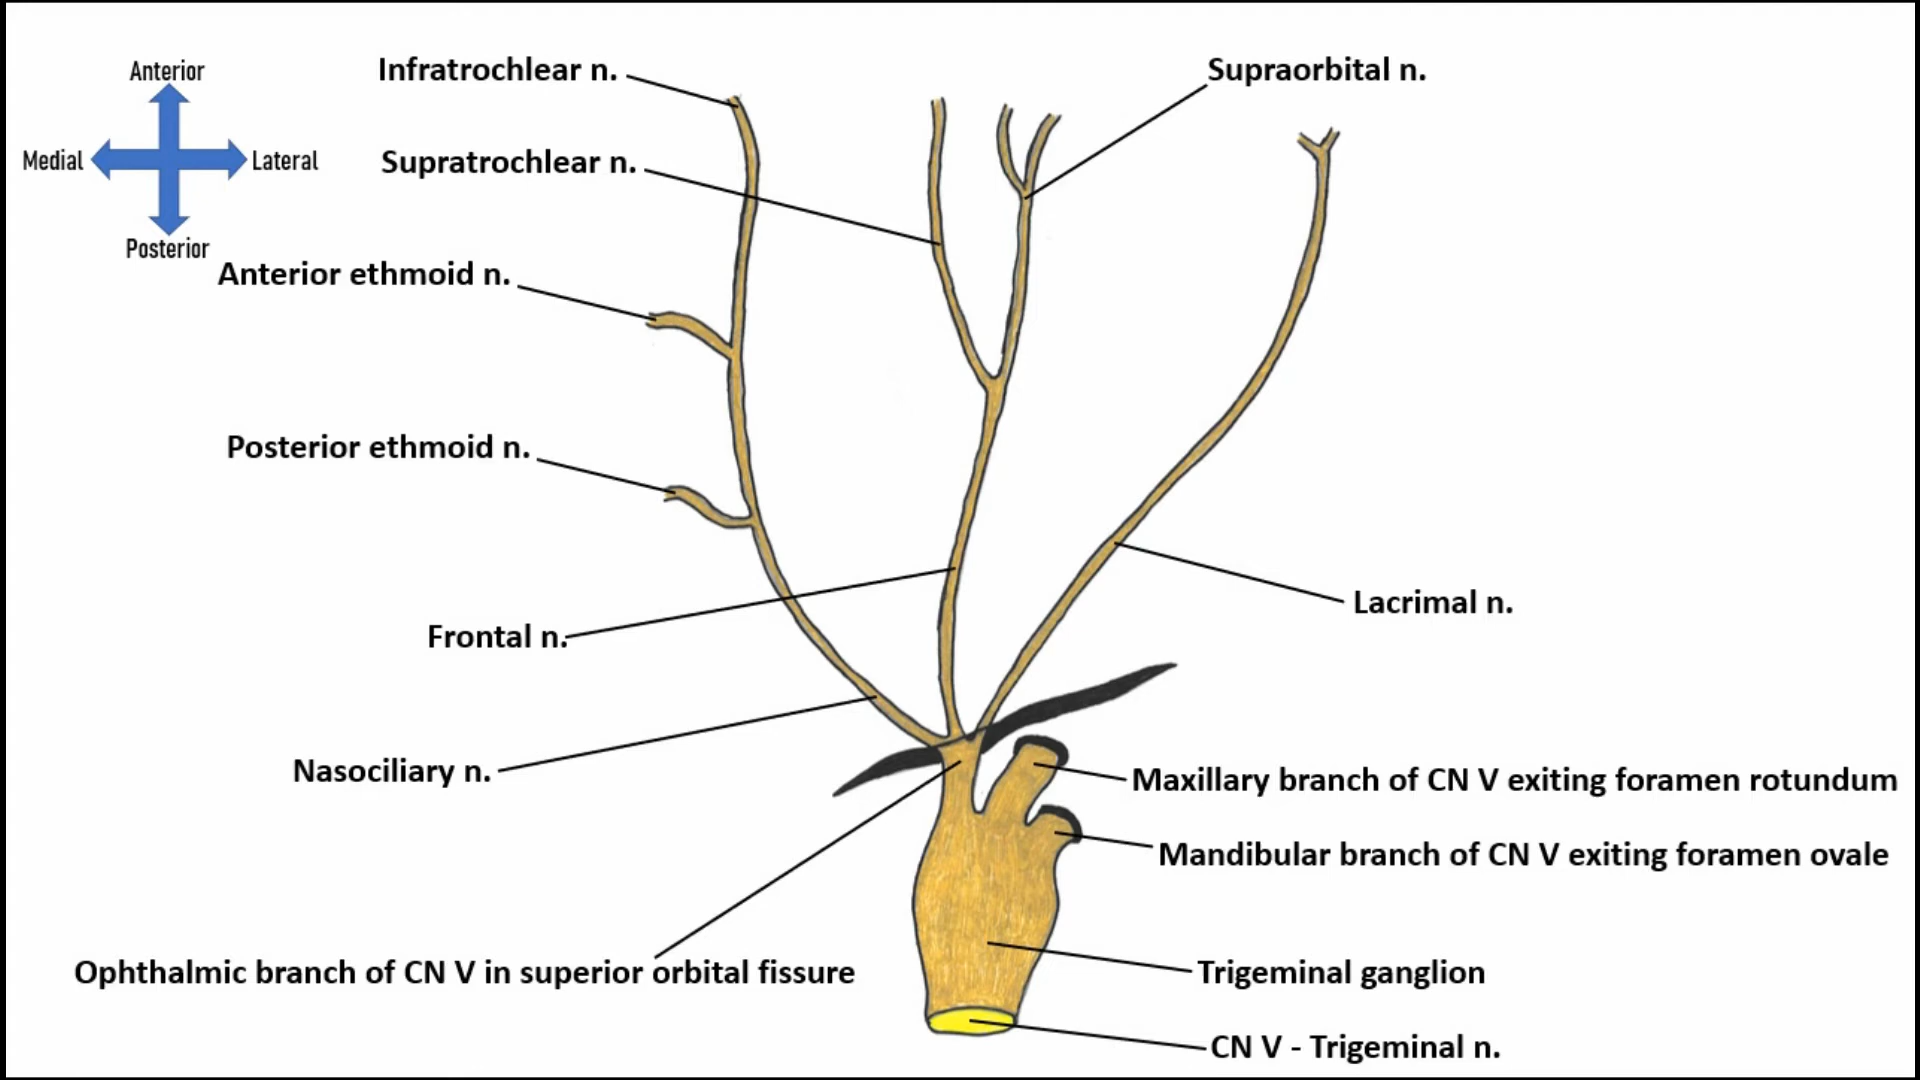 Infratrochlear n.
Supraorbital n.
Anterior
Medial
Lateral
Posterior
Supratrochlear n.
Anterior ethmoid n.
Posterior ethmoid n.
Frontal n.
Lacrimal n.
Nasociliary n.
Maxillary branch of CN V exiting foramen rotundum
Mandibular branch of CN V exiting foramen ovale
Ophthalmic branch of CN V in superior orbital fissure
Trigeminal ganglion
CN V - Trigeminal n.